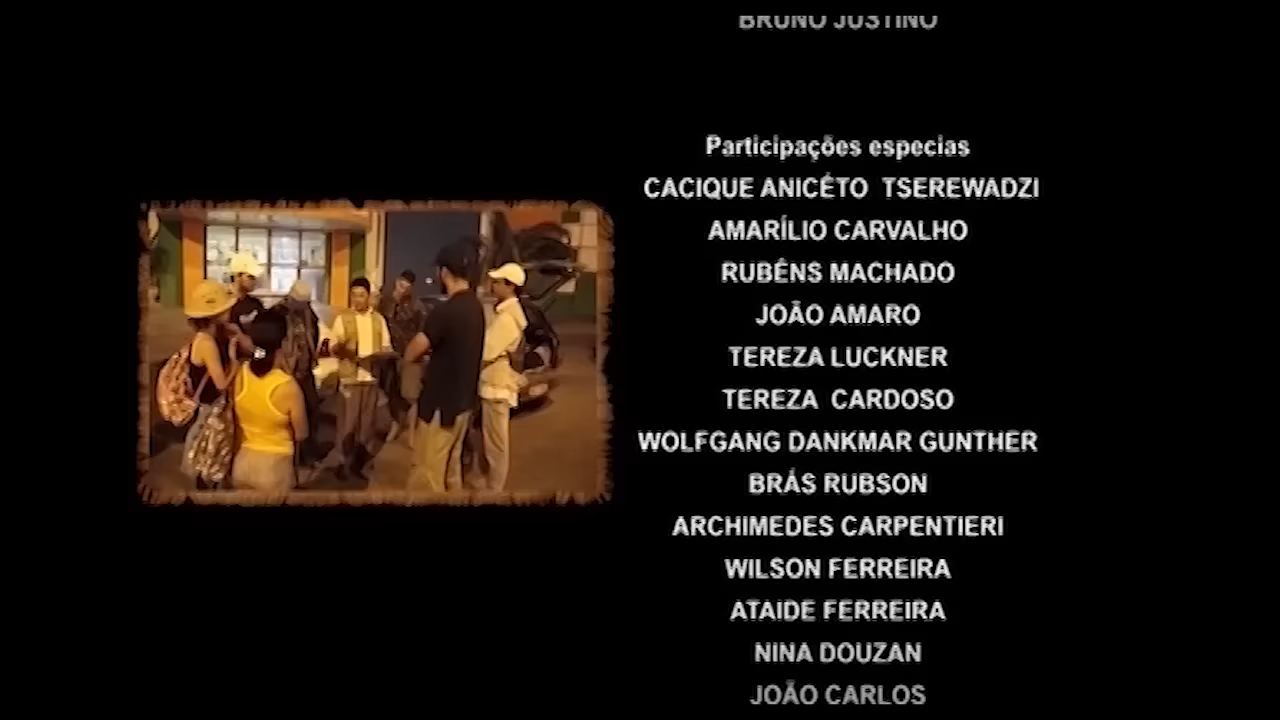 BRUNO JUSTINO
Participações especias
CACIQUE ANICÉTO TSEREWADZI
AMARÍLIO CARVALHO
RUBÊNS MACHADO
JOÃO AMARO
TEREZA LUCKNER
TEREZA CARDOSO
WOLFGANG DANKMAR GUNTHER
BRÁS RUBSON
ARCHIMEDES CARPENTIERI
WILSON FERREIRA
ATAIDE FERREIRA
NINA DOUZAN
JOÃO CARLOS